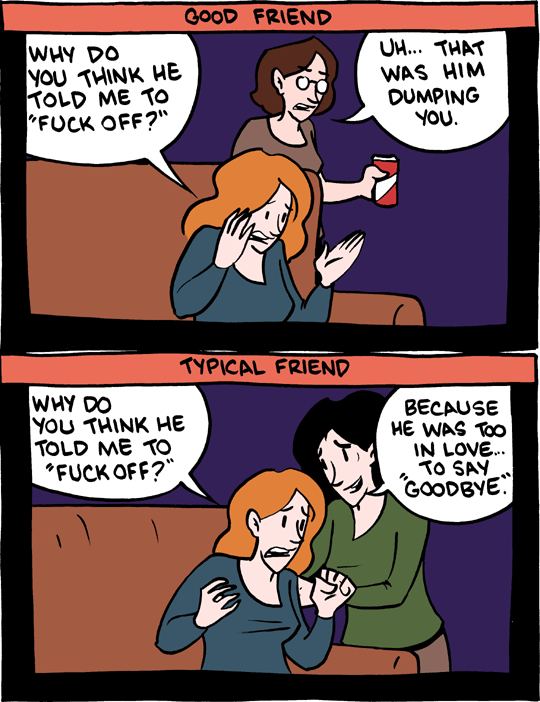 GOOD FRIEND
WHY DO
YOU THINK HE
TOLD ME TO
"FUCK OFF?"
UH... THAT
WAS HIM
DUMPING
YOU.
TYPICAL FRIEND
WHY DO
YOU THINK HE
TOLD ME TO
"FUCK OFF?"
BECAUSE
HE WAS TOO
IN LOVE...
TO SAY
"GOODBYE."